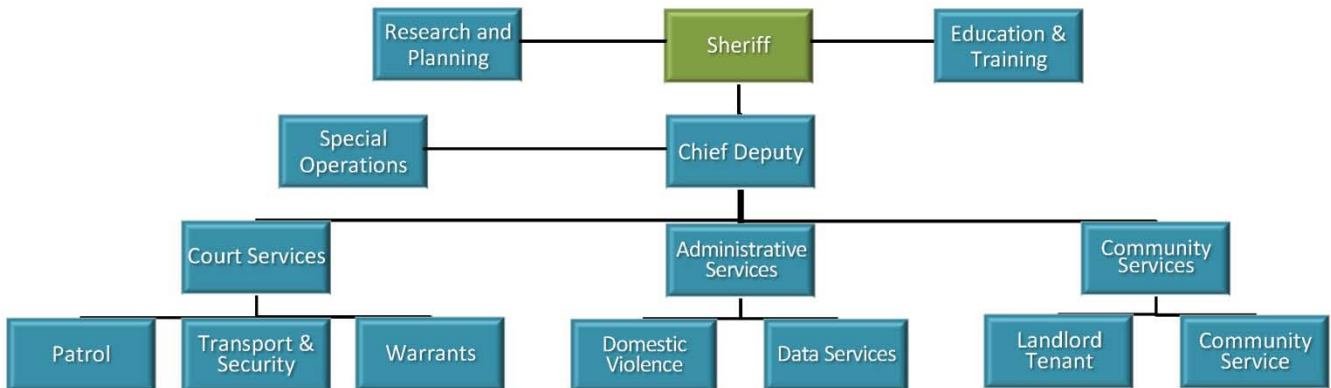 Research and
Planning
Sheriff
Education &
Training
Special
Operations
Chief Deputy
Court Services
Administrative
Services
Community
Services
Patrol
Transport &
Security
Warrants
Domestic
Violence
Data Services
Landlord
Tenant
Community
Service